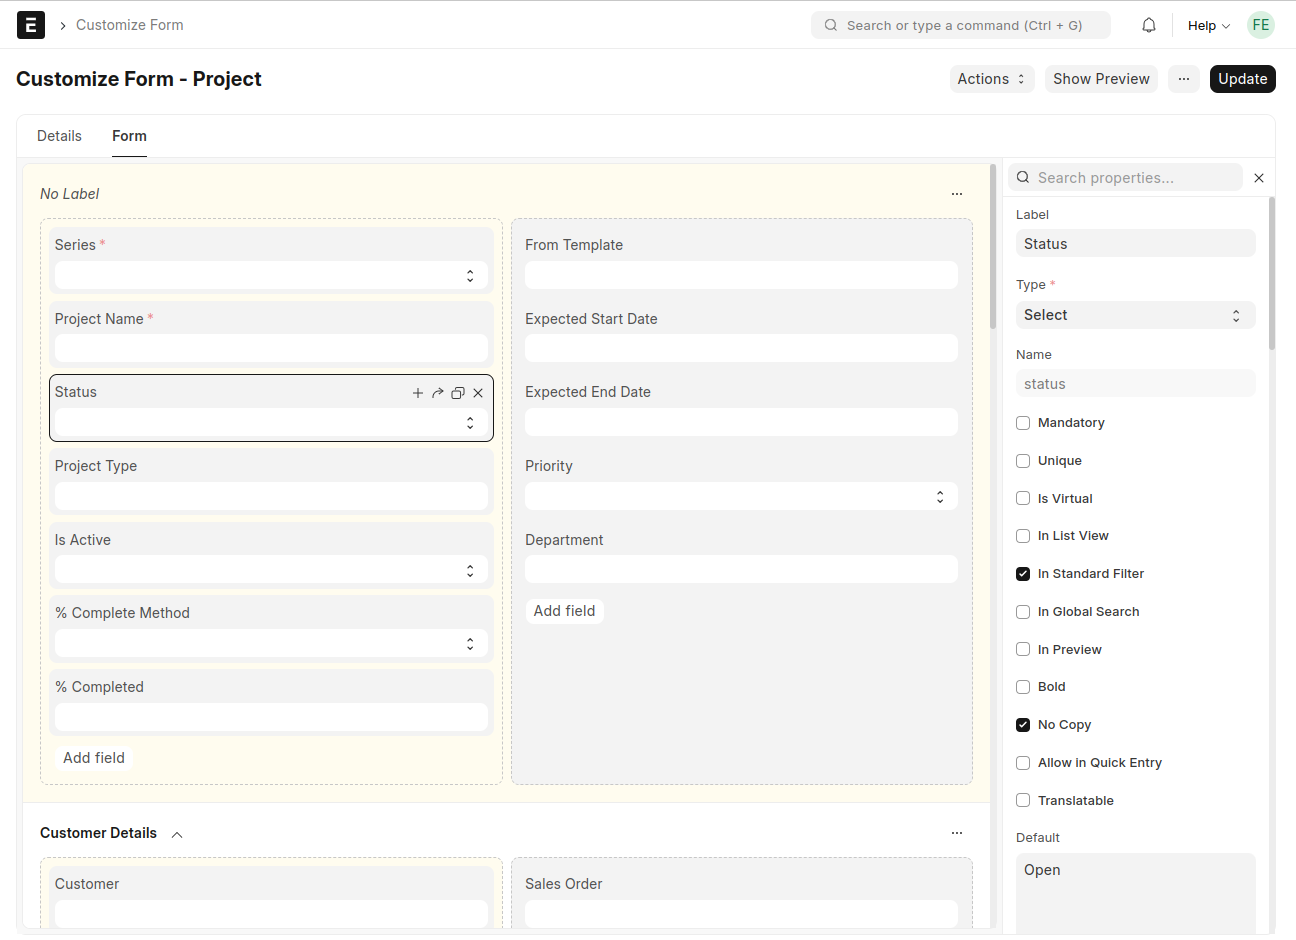 E
Customize Form
Search or type a command (Ctrl + G)
Help
FE
Customize Form - Project
Actions
Show Preview
Update
Details
Form
No Label
Series *
Project Name *
Status
Project Type
Is Active
% Complete Method
% Completed
Add field
From Template
Expected Start Date
Expected End Date
Priority
Department
Add field
Customer Details
Customer
Sales Order
Search properties...
Label
Status
Type *
Select
Name
status
Mandatory
Unique
Is Virtual
In List View
In Standard Filter
In Global Search
In Preview
Bold
No Copy
Allow in Quick Entry
Translatable
Default
Open